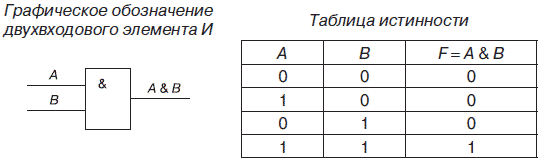 Графическое обозначение
двухвходового элемента И
A
B
&
A & B
Таблица истинности
A B F = A & B
0 0 0
1 0 0
0 1 0
1 1 1